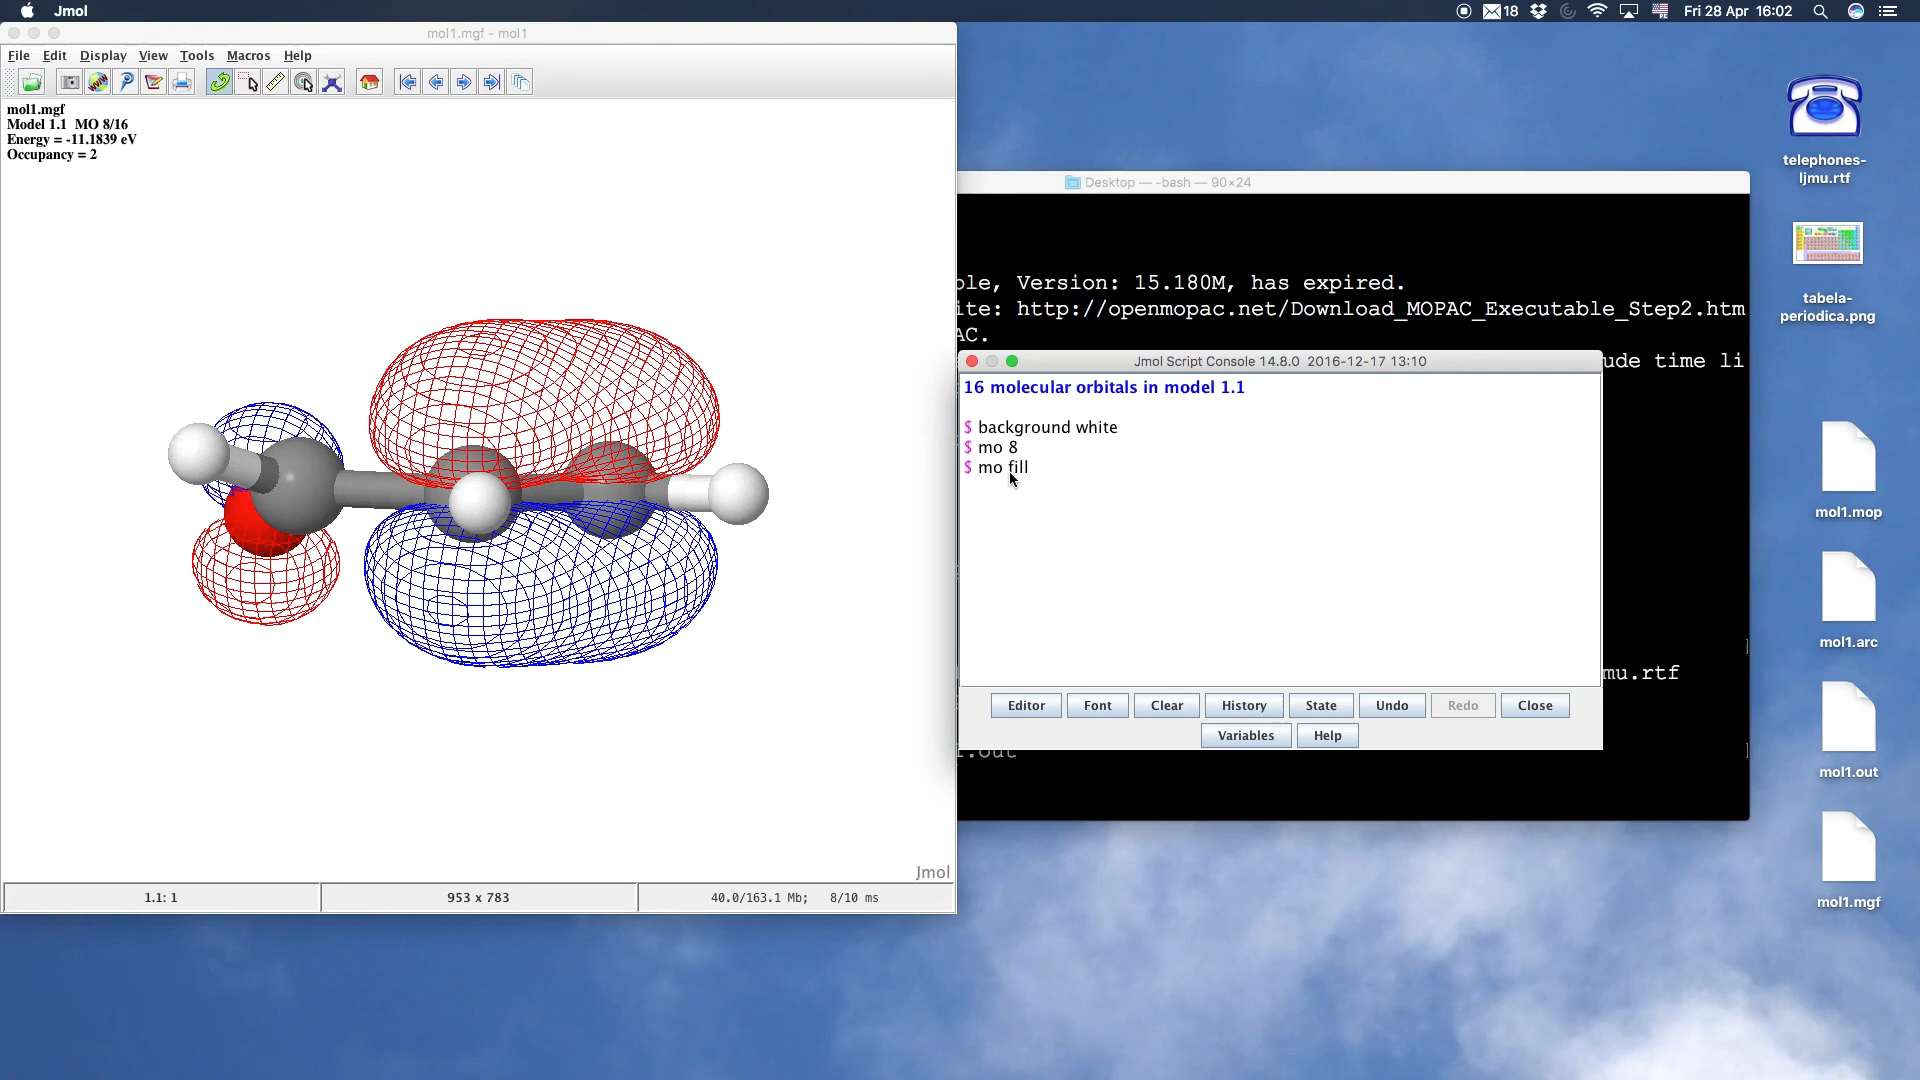 Jmol
18
Fri 28 Apr 16:02
mol1.mgf - mol1
File Edit Display View Tools Macros Help
mol1.mgf
Model 1.1 MO 8/16
Energy = -11.1839 eV
Occupancy = 2
Jmol
1.1: 1
953 x 783
40.0/163.1 Mb; 8/10 ms
Desktop — -bash — 90×24
ble, Version: 15.180M, has expired.
ite: http://openmopac.net/Download_MOPAC_Executable_Step2.htm
AC.
ude time li
]
mu.rtf
.out
]
Jmol Script Console 14.8.0 2016-12-17 13:10
16 molecular orbitals in model 1.1
$ background white
$ mo 8
$ mo fill
Editor Font Clear History State Undo Redo Close
Variables Help
telephones-
ljmu.rtf
tabela-
periodica.png
mol1.mop
mol1.arc
mol1.out
mol1.mgf